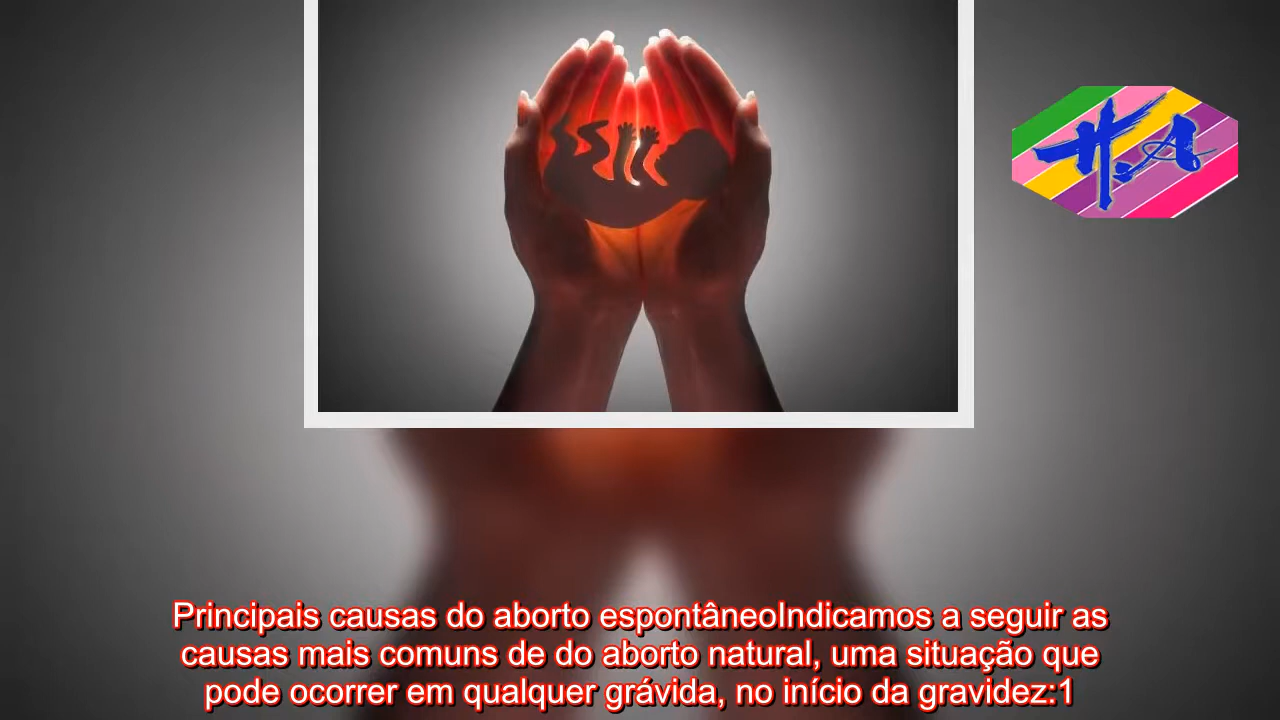 H.A
Principais causas do aborto espontâneoIndicamos a seguir as
causas mais comuns de do aborto natural, uma situação que
pode ocorrer em qualquer grávida, no início da gravidez:1